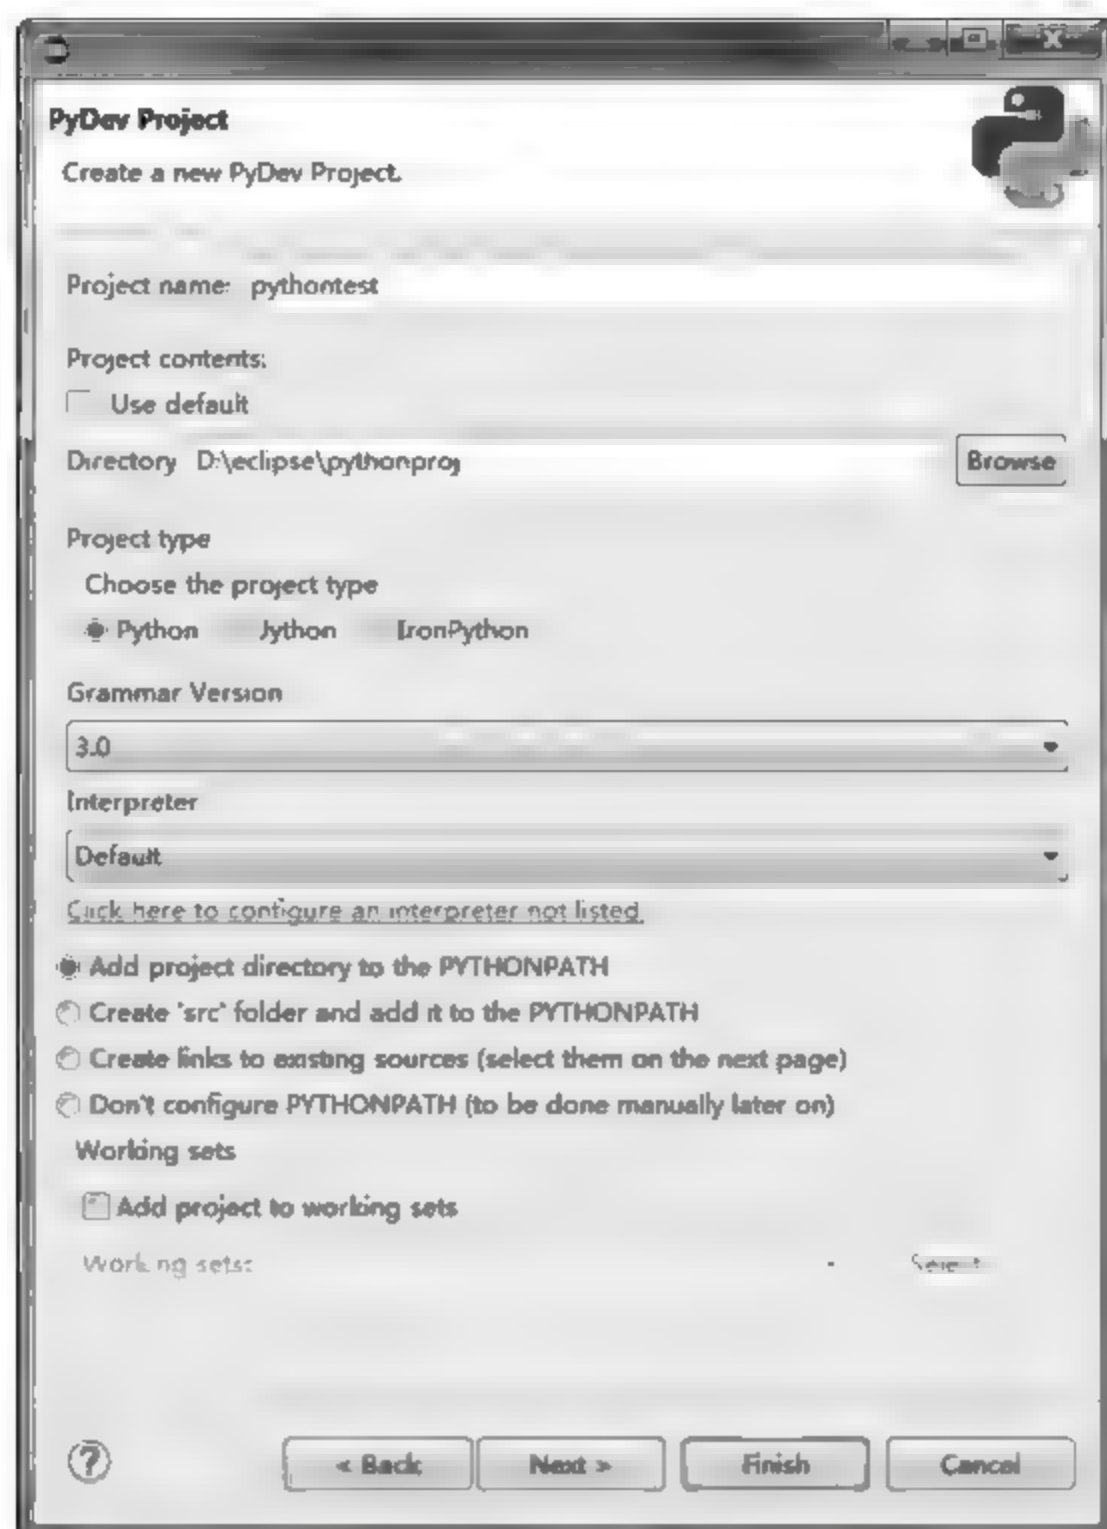 PyDev Project
Create a new PyDev Project.
Project name: pythontest
Project contents:
Use default
Directory D:\eclipse\pythonproj Browse
Project type
Choose the project type
Python Jython IronPython
Grammar Version
3.0
Interpreter
Default
Click here to configure an interpreter not listed.
Add project directory to the PYTHONPATH
Create 'src' folder and add it to the PYTHONPATH
Create links to existing sources (select them on the next page)
Don't configure PYTHONPATH (to be done manually later on)
Working sets
Add project to working sets
Working sets: Select
? < Back Next > Finish Cancel